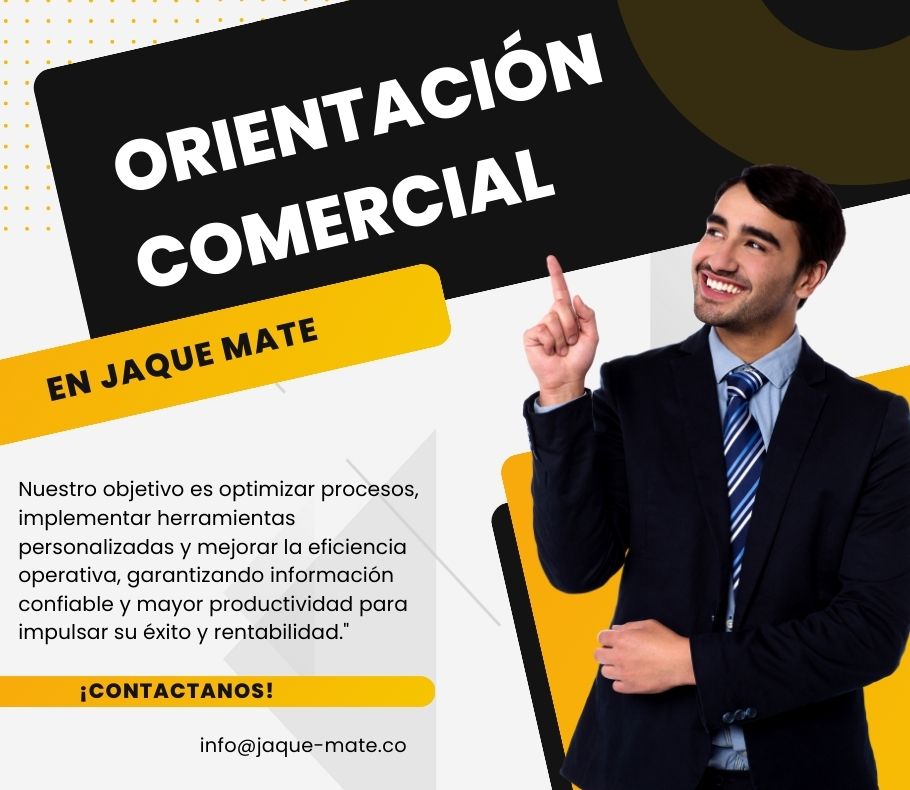 ORIENTACIÓN
COMERCIAL
EN JAQUE MATE
Nuestro objetivo es optimizar procesos,
implementar herramientas
personalizadas y mejorar la eficiencia
operativa, garantizando información
confiable y mayor productividad para
impulsar su éxito y rentabilidad."
¡CONTACTANOS!
info@jaque-mate.co